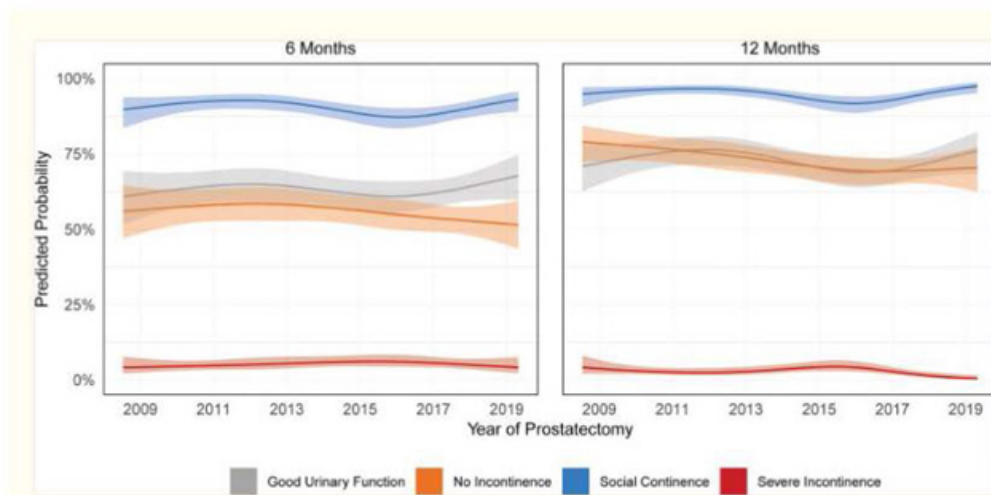 6 Months
12 Months
100%
75%
50%
25%
0%
Predicted Probability
2009 2011 2013 2015 2017 2019
2009 2011 2013 2015 2017 2019
Year of Prostatectomy
Good Urinary Function No Incontinence Social Continence Severe Incontinence